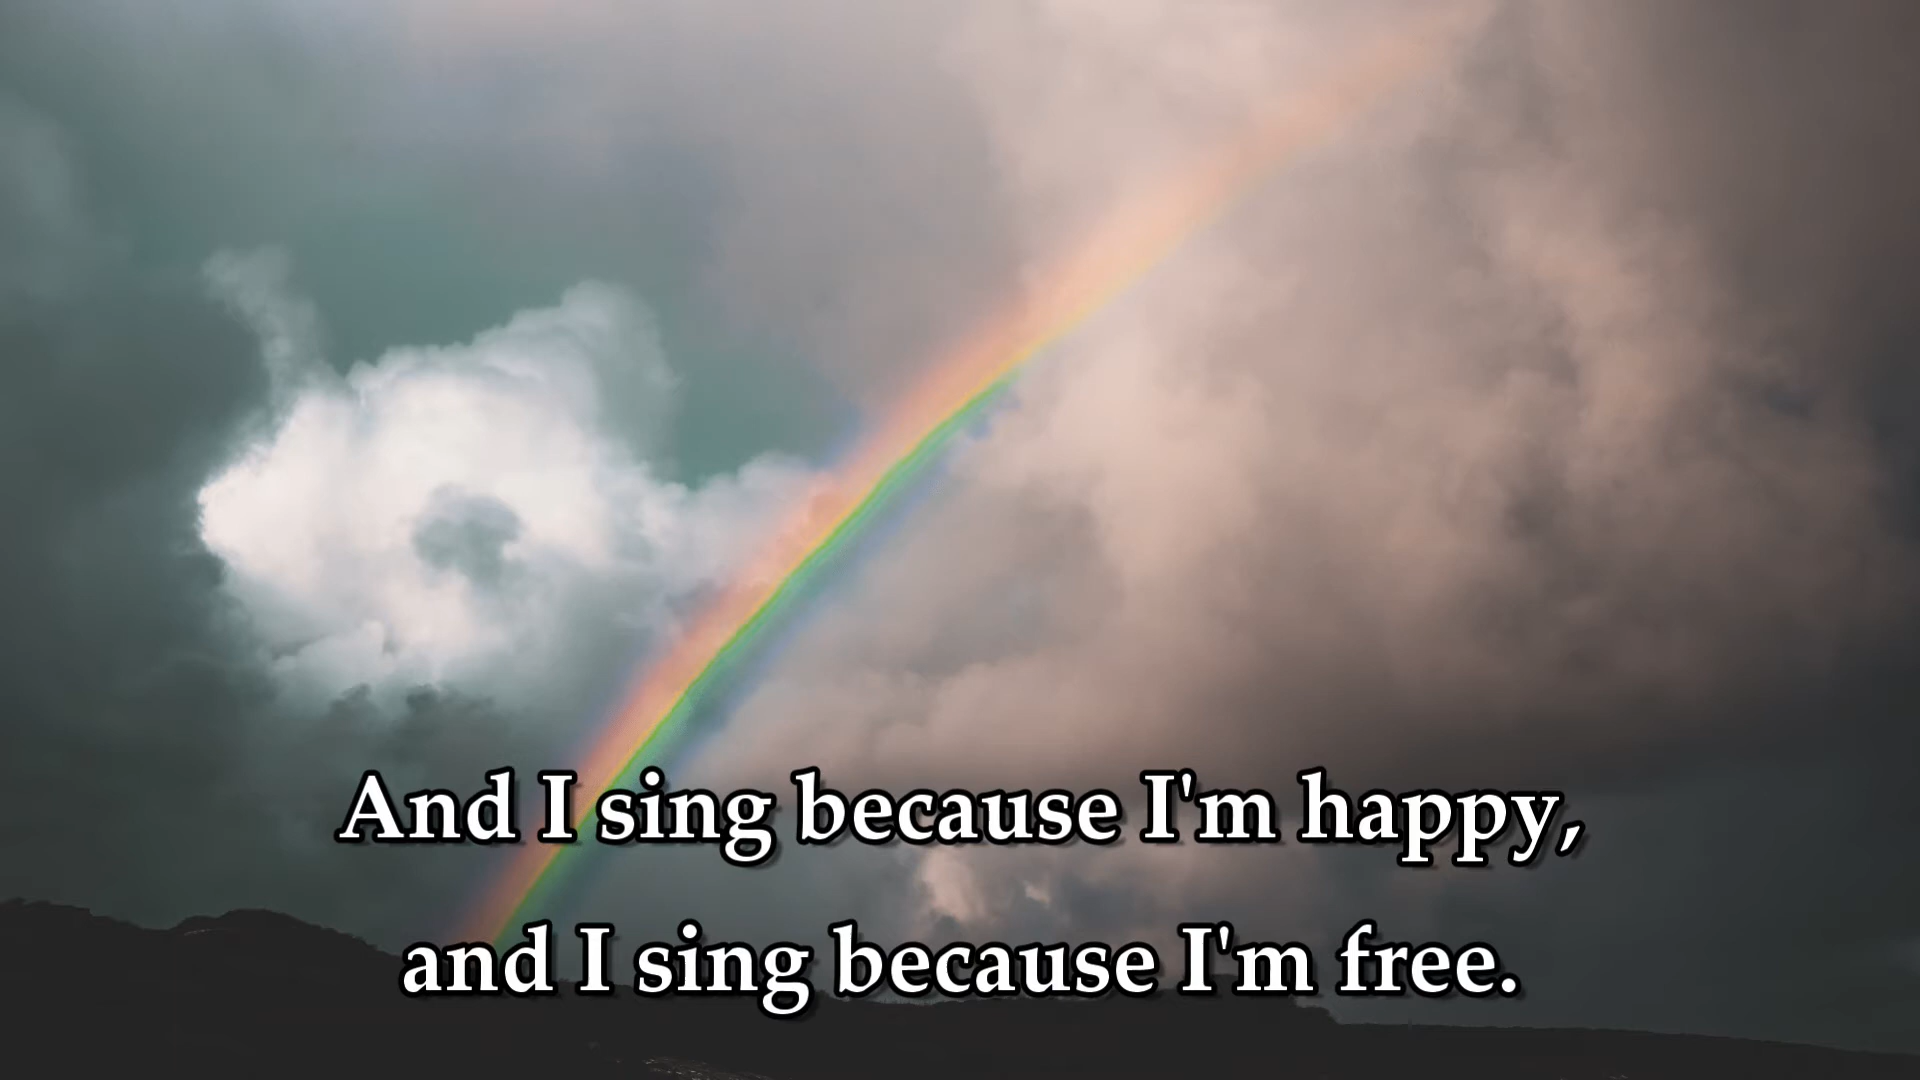 And I sing because I'm happy,
and I sing because I'm free.